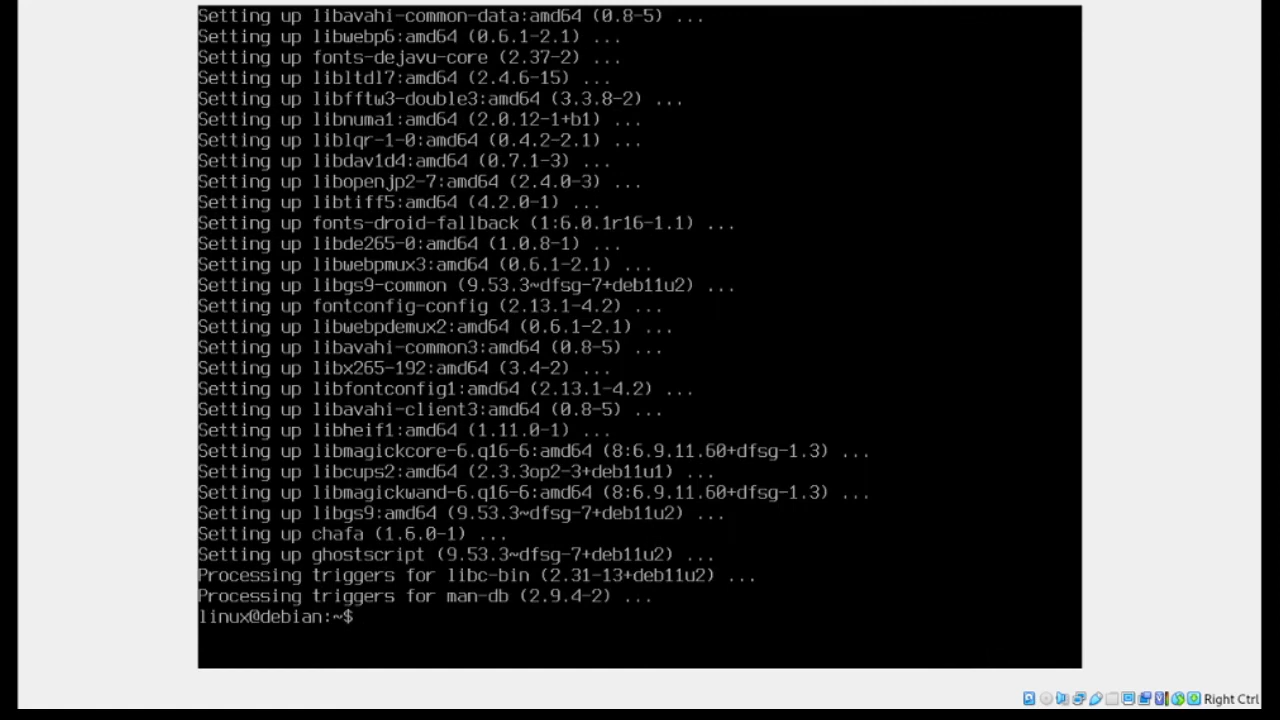 Setting up libavahi-common-data:amd64 (0.8-5) ...
Setting up libwebp6:amd64 (0.6.1-2.1) ...
Setting up fonts-dejavu-core (2.37-2) ...
Setting up libltdl7:amd64 (2.4.6-15) ...
Setting up libfftw3-double3:amd64 (3.3.8-2) ...
Setting up libnuma1:amd64 (2.0.12-1+b1) ...
Setting up liblqr-1-0:amd64 (0.4.2-2.1) ...
Setting up libdav1d4:amd64 (0.7.1-3) ...
Setting up libopenjp2-7:amd64 (2.4.0-3) ...
Setting up libtiff5:amd64 (4.2.0-1) ...
Setting up fonts-droid-fallback (1:6.0.1r16-1.1) ...
Setting up libde265-0:amd64 (1.0.8-1) ...
Setting up libwebpmux3:amd64 (0.6.1-2.1) ...
Setting up libgs9-common (9.53.3~dfsg-7+deb11u2) ...
Setting up fontconfig-config (2.13.1-4.2) ...
Setting up libwebpdemux2:amd64 (0.6.1-2.1) ...
Setting up libavahi-common3:amd64 (0.8-5) ...
Setting up libx265-192:amd64 (3.4-2) ...
Setting up libfontconfig1:amd64 (2.13.1-4.2) ...
Setting up libavahi-client3:amd64 (0.8-5) ...
Setting up libheif1:amd64 (1.11.0-1) ...
Setting up libmagickcore-6.q16-6:amd64 (8:6.9.11.60+dfsg-1.3) ...
Setting up libcups2:amd64 (2.3.3op2-3+deb11u1) ...
Setting up libmagickwand-6.q16-6:amd64 (8:6.9.11.60+dfsg-1.3) ...
Setting up libgs9:amd64 (9.53.3~dfsg-7+deb11u2) ...
Setting up chafa (1.6.0-1) ...
Setting up ghostscript (9.53.3~dfsg-7+deb11u2) ...
Processing triggers for libc-bin (2.31-13+deb11u2) ...
Processing triggers for man-db (2.9.4-2) ...
linux@debian:~$
Right Ctrl